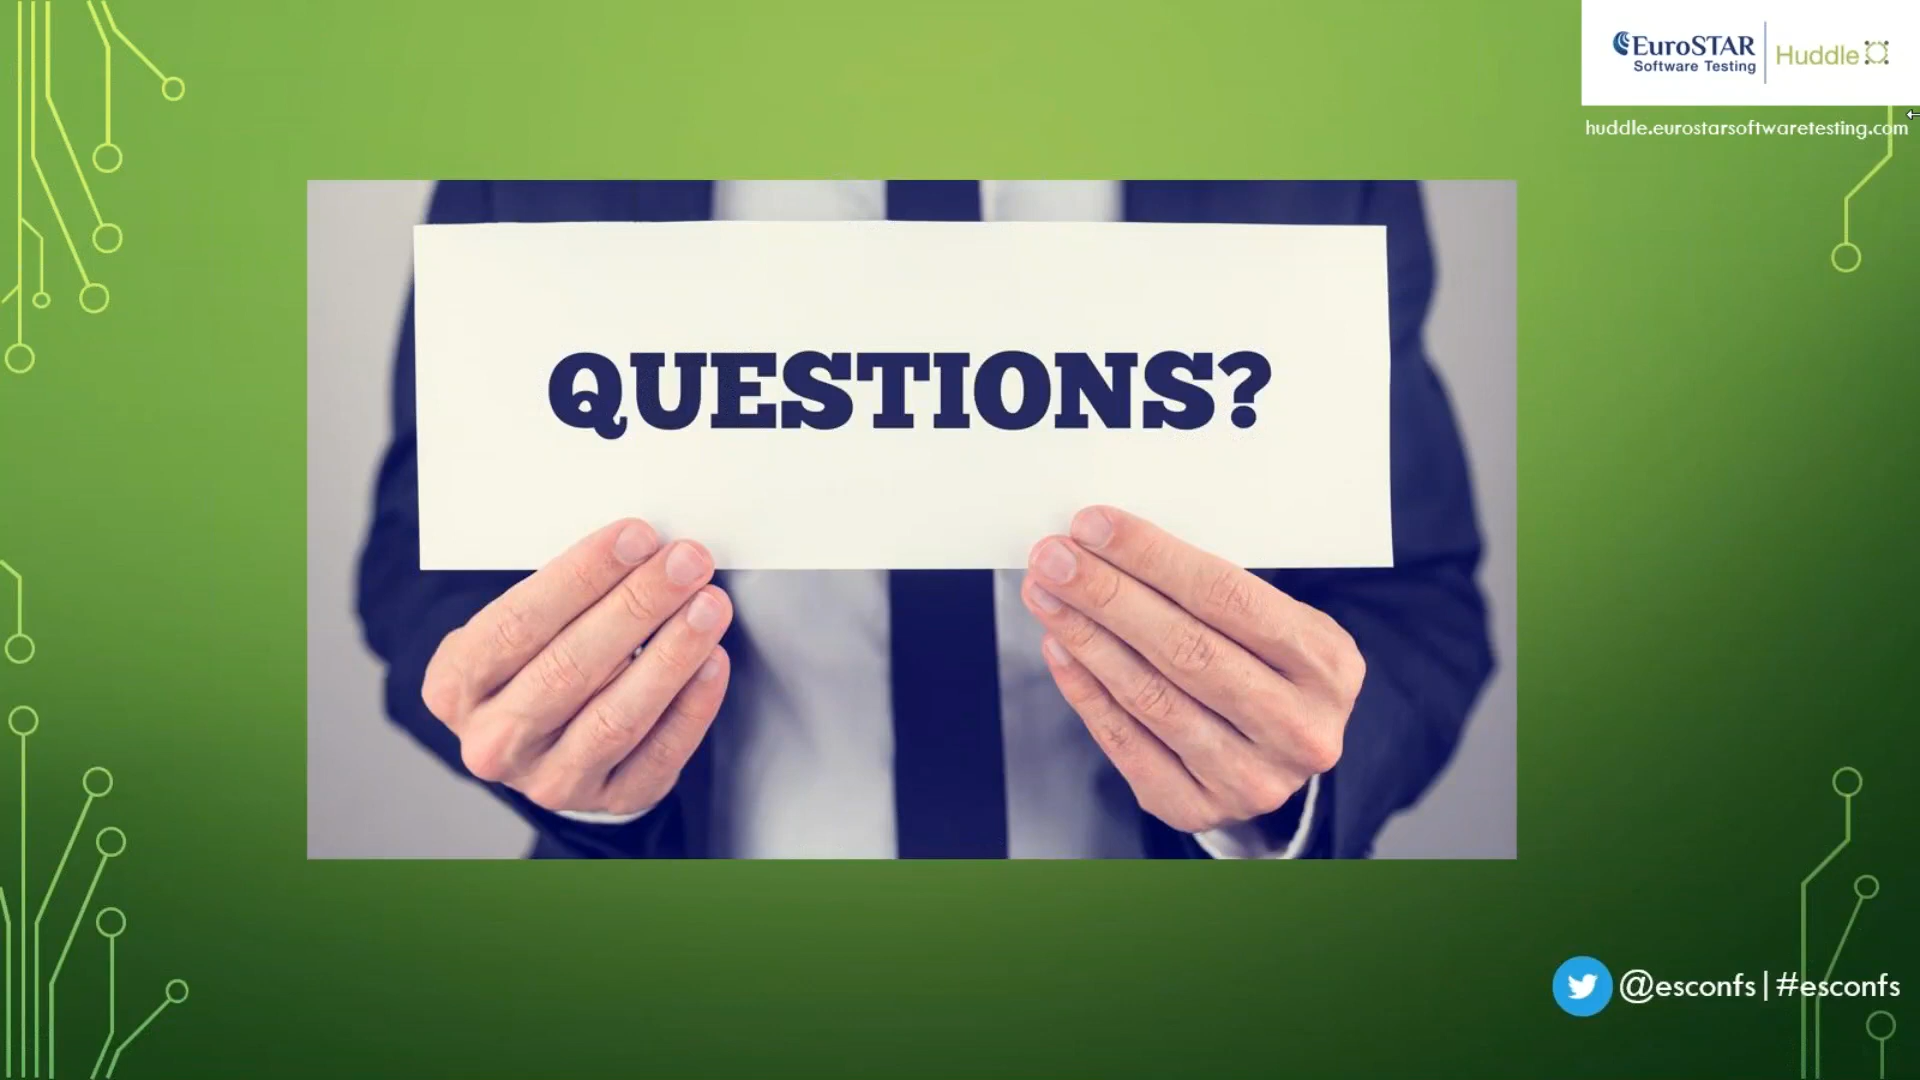 EuroSTAR
Software Testing
Huddle
huddle.eurostarsoftwaretesting.com
QUESTIONS?
@esconfs | #esconfs